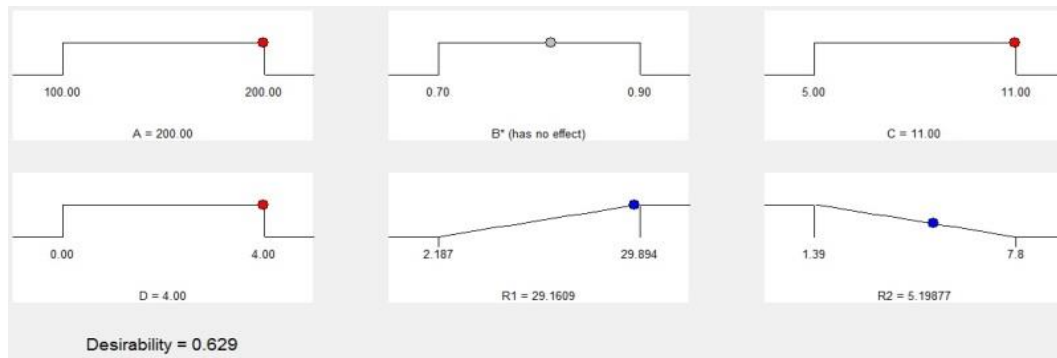 100.00 200.00
A = 200.00
0.70 0.90
B* (has no effect)
5.00 11.00
C = 11.00
0.00 4.00
D = 4.00
2.187 29.894
R1 = 29.1609
1.39 7.8
R2 = 5.19877
Desirability = 0.629